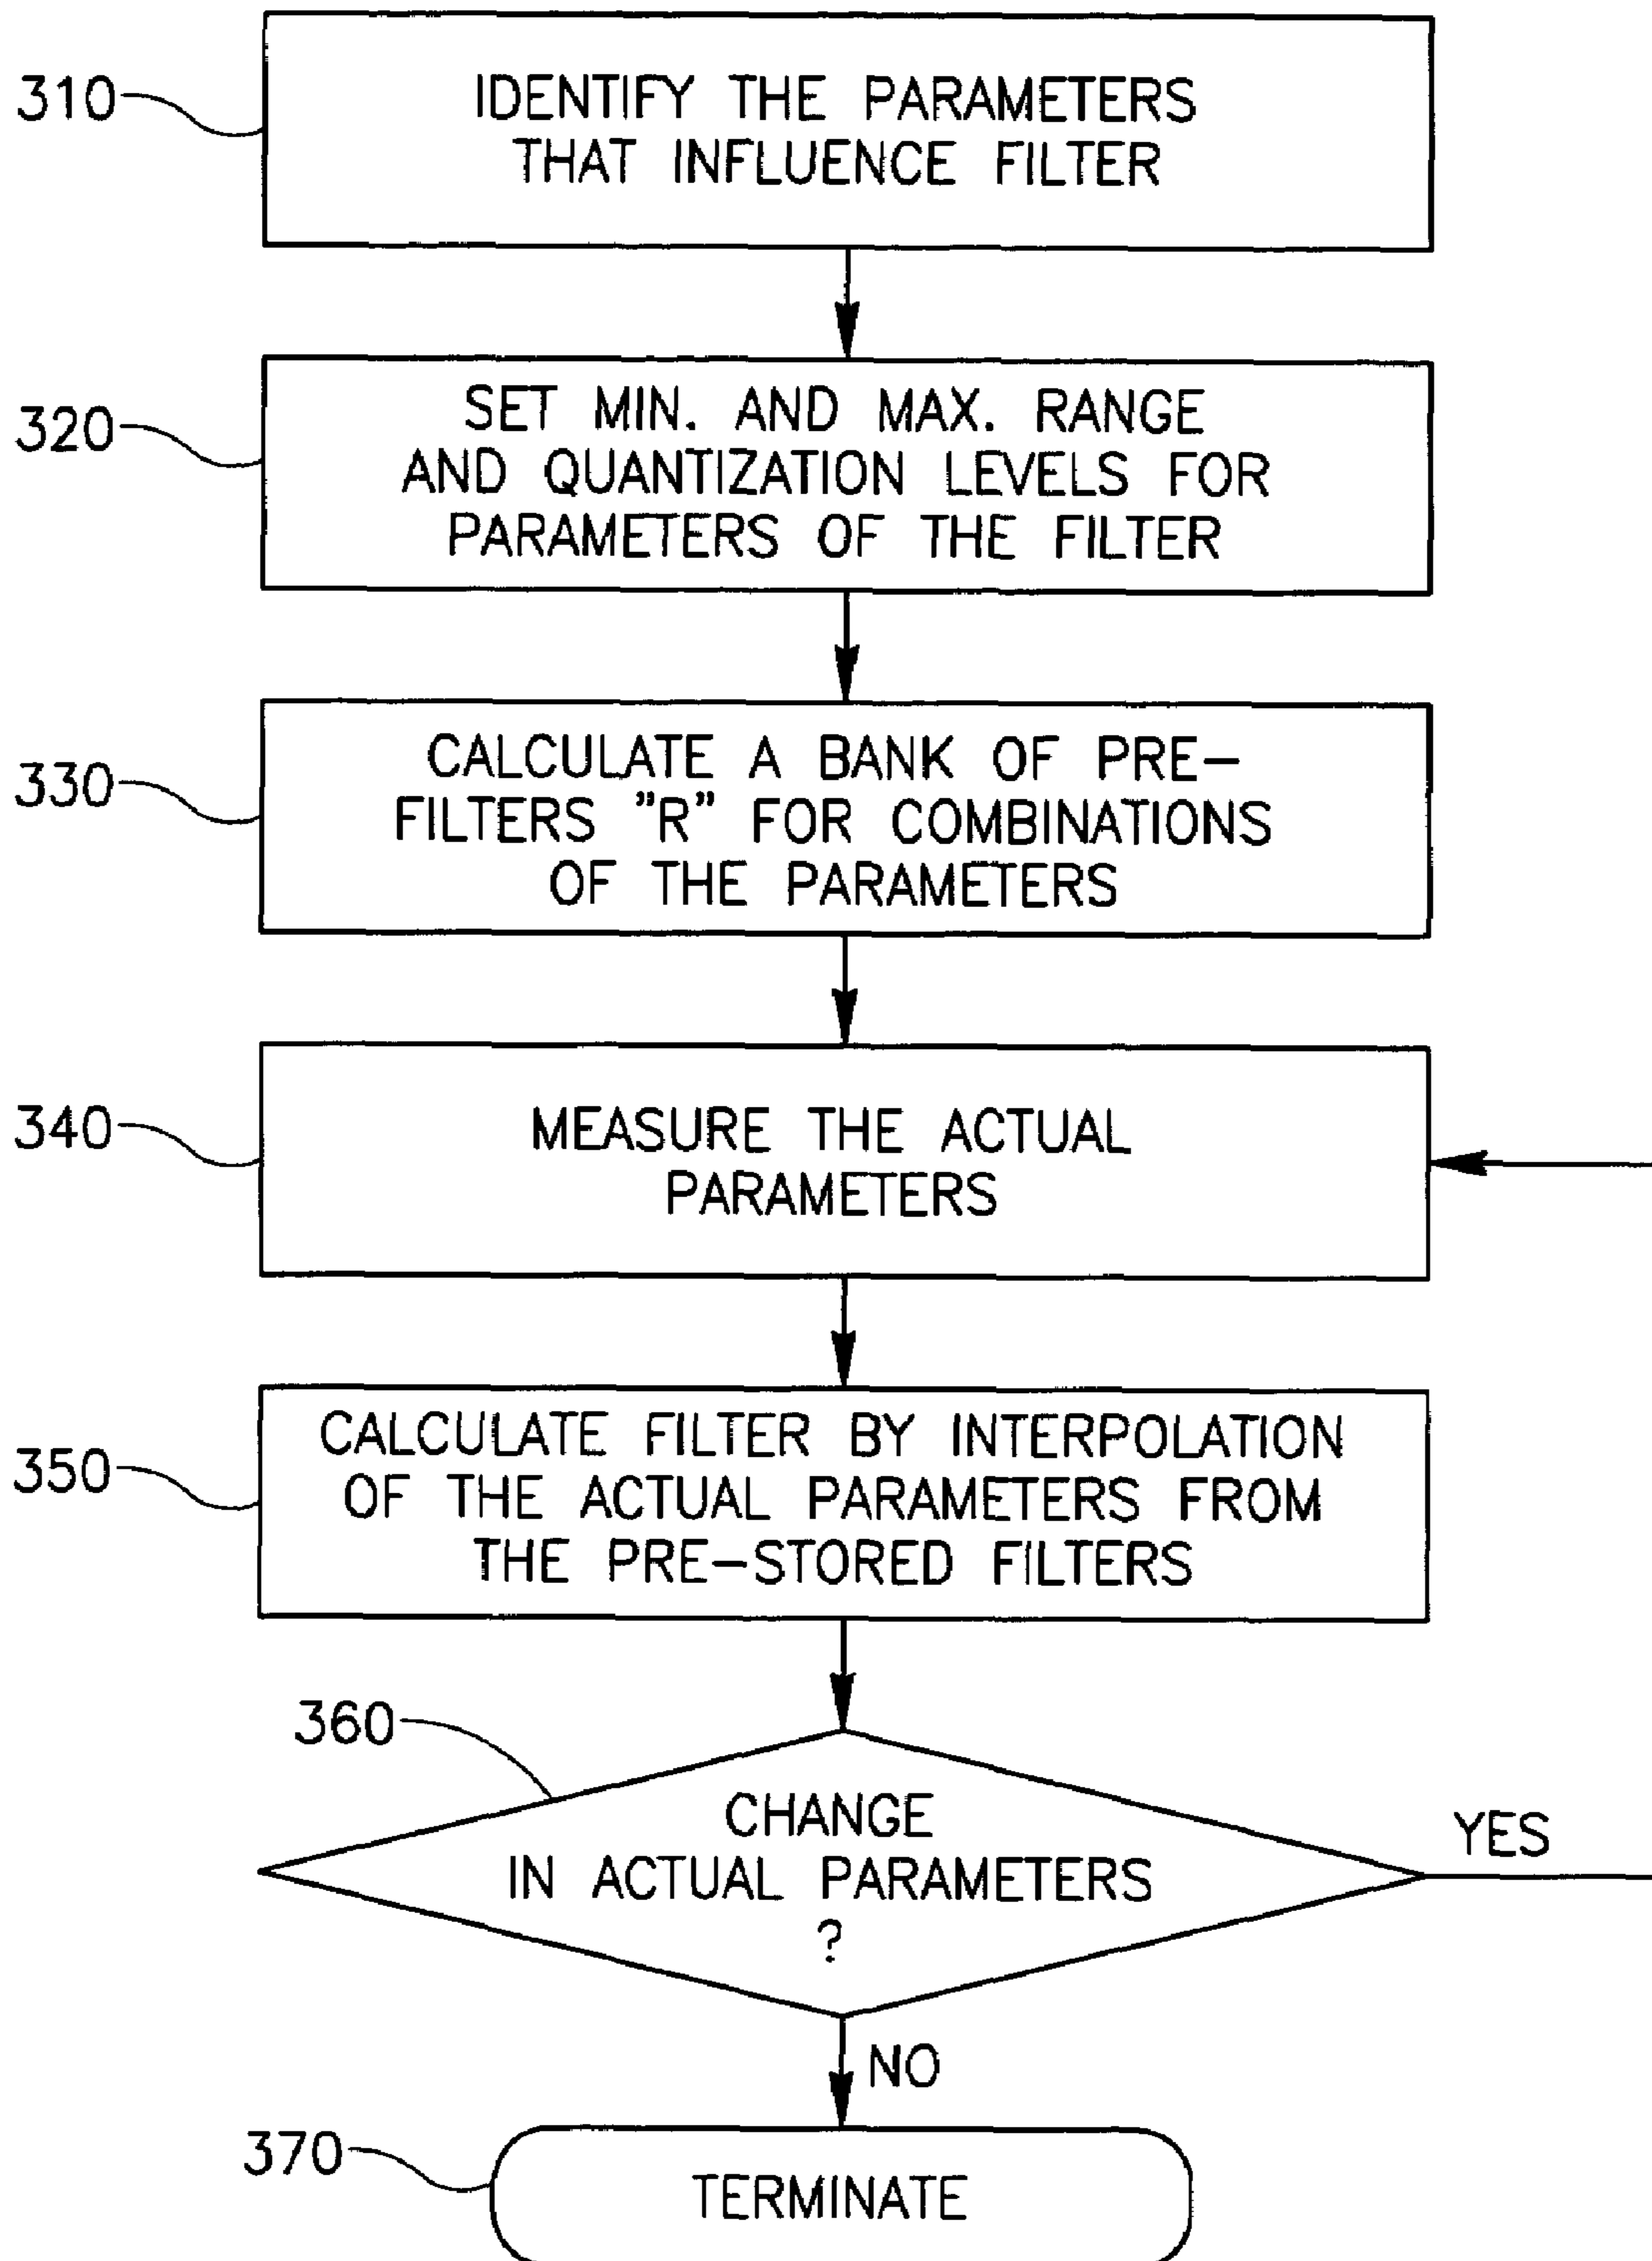 310
IDENTIFY THE PARAMETERS
THAT INFLUENCE FILTER
320
SET MIN. AND MAX. RANGE
AND QUANTIZATION LEVELS FOR
PARAMETERS OF THE FILTER
330
CALCULATE A BANK OF PRE-
FILTERS "R" FOR COMBINATIONS
OF THE PARAMETERS
340
MEASURE THE ACTUAL
PARAMETERS
350
CALCULATE FILTER BY INTERPOLATION
OF THE ACTUAL PARAMETERS FROM
THE PRE-STORED FILTERS
360
CHANGE
IN ACTUAL PARAMETERS
?
YES
NO
370
TERMINATE